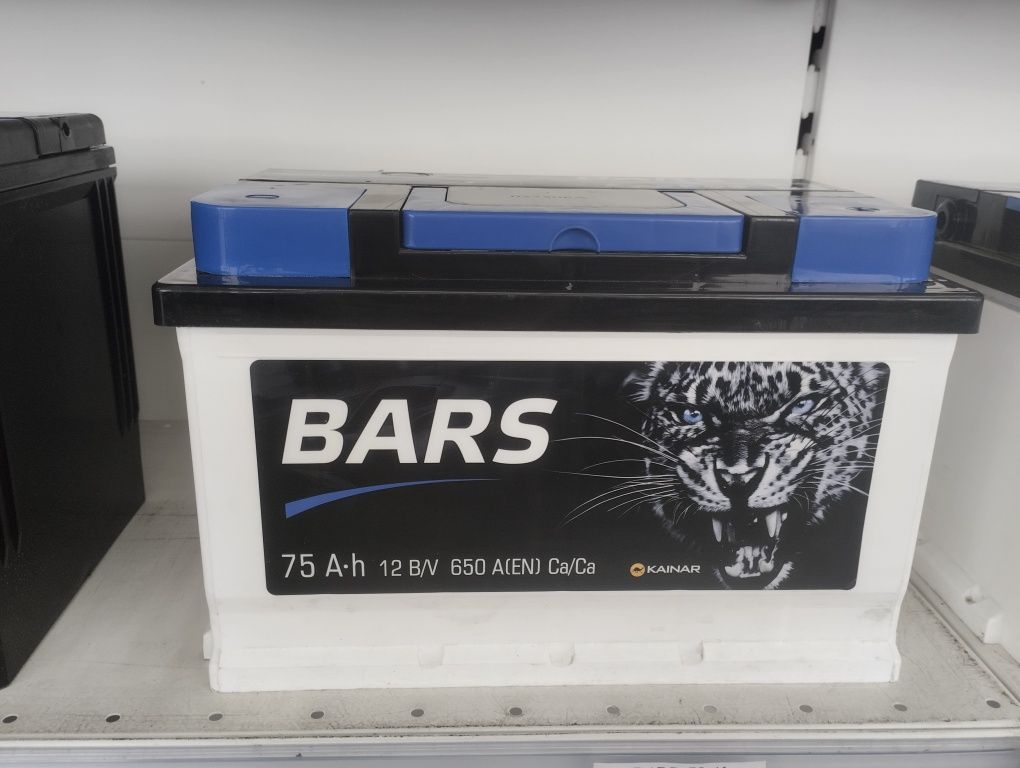 BARS
75 A·h 12 B/V 650 A(EN) Ca/Ca
KAINAR